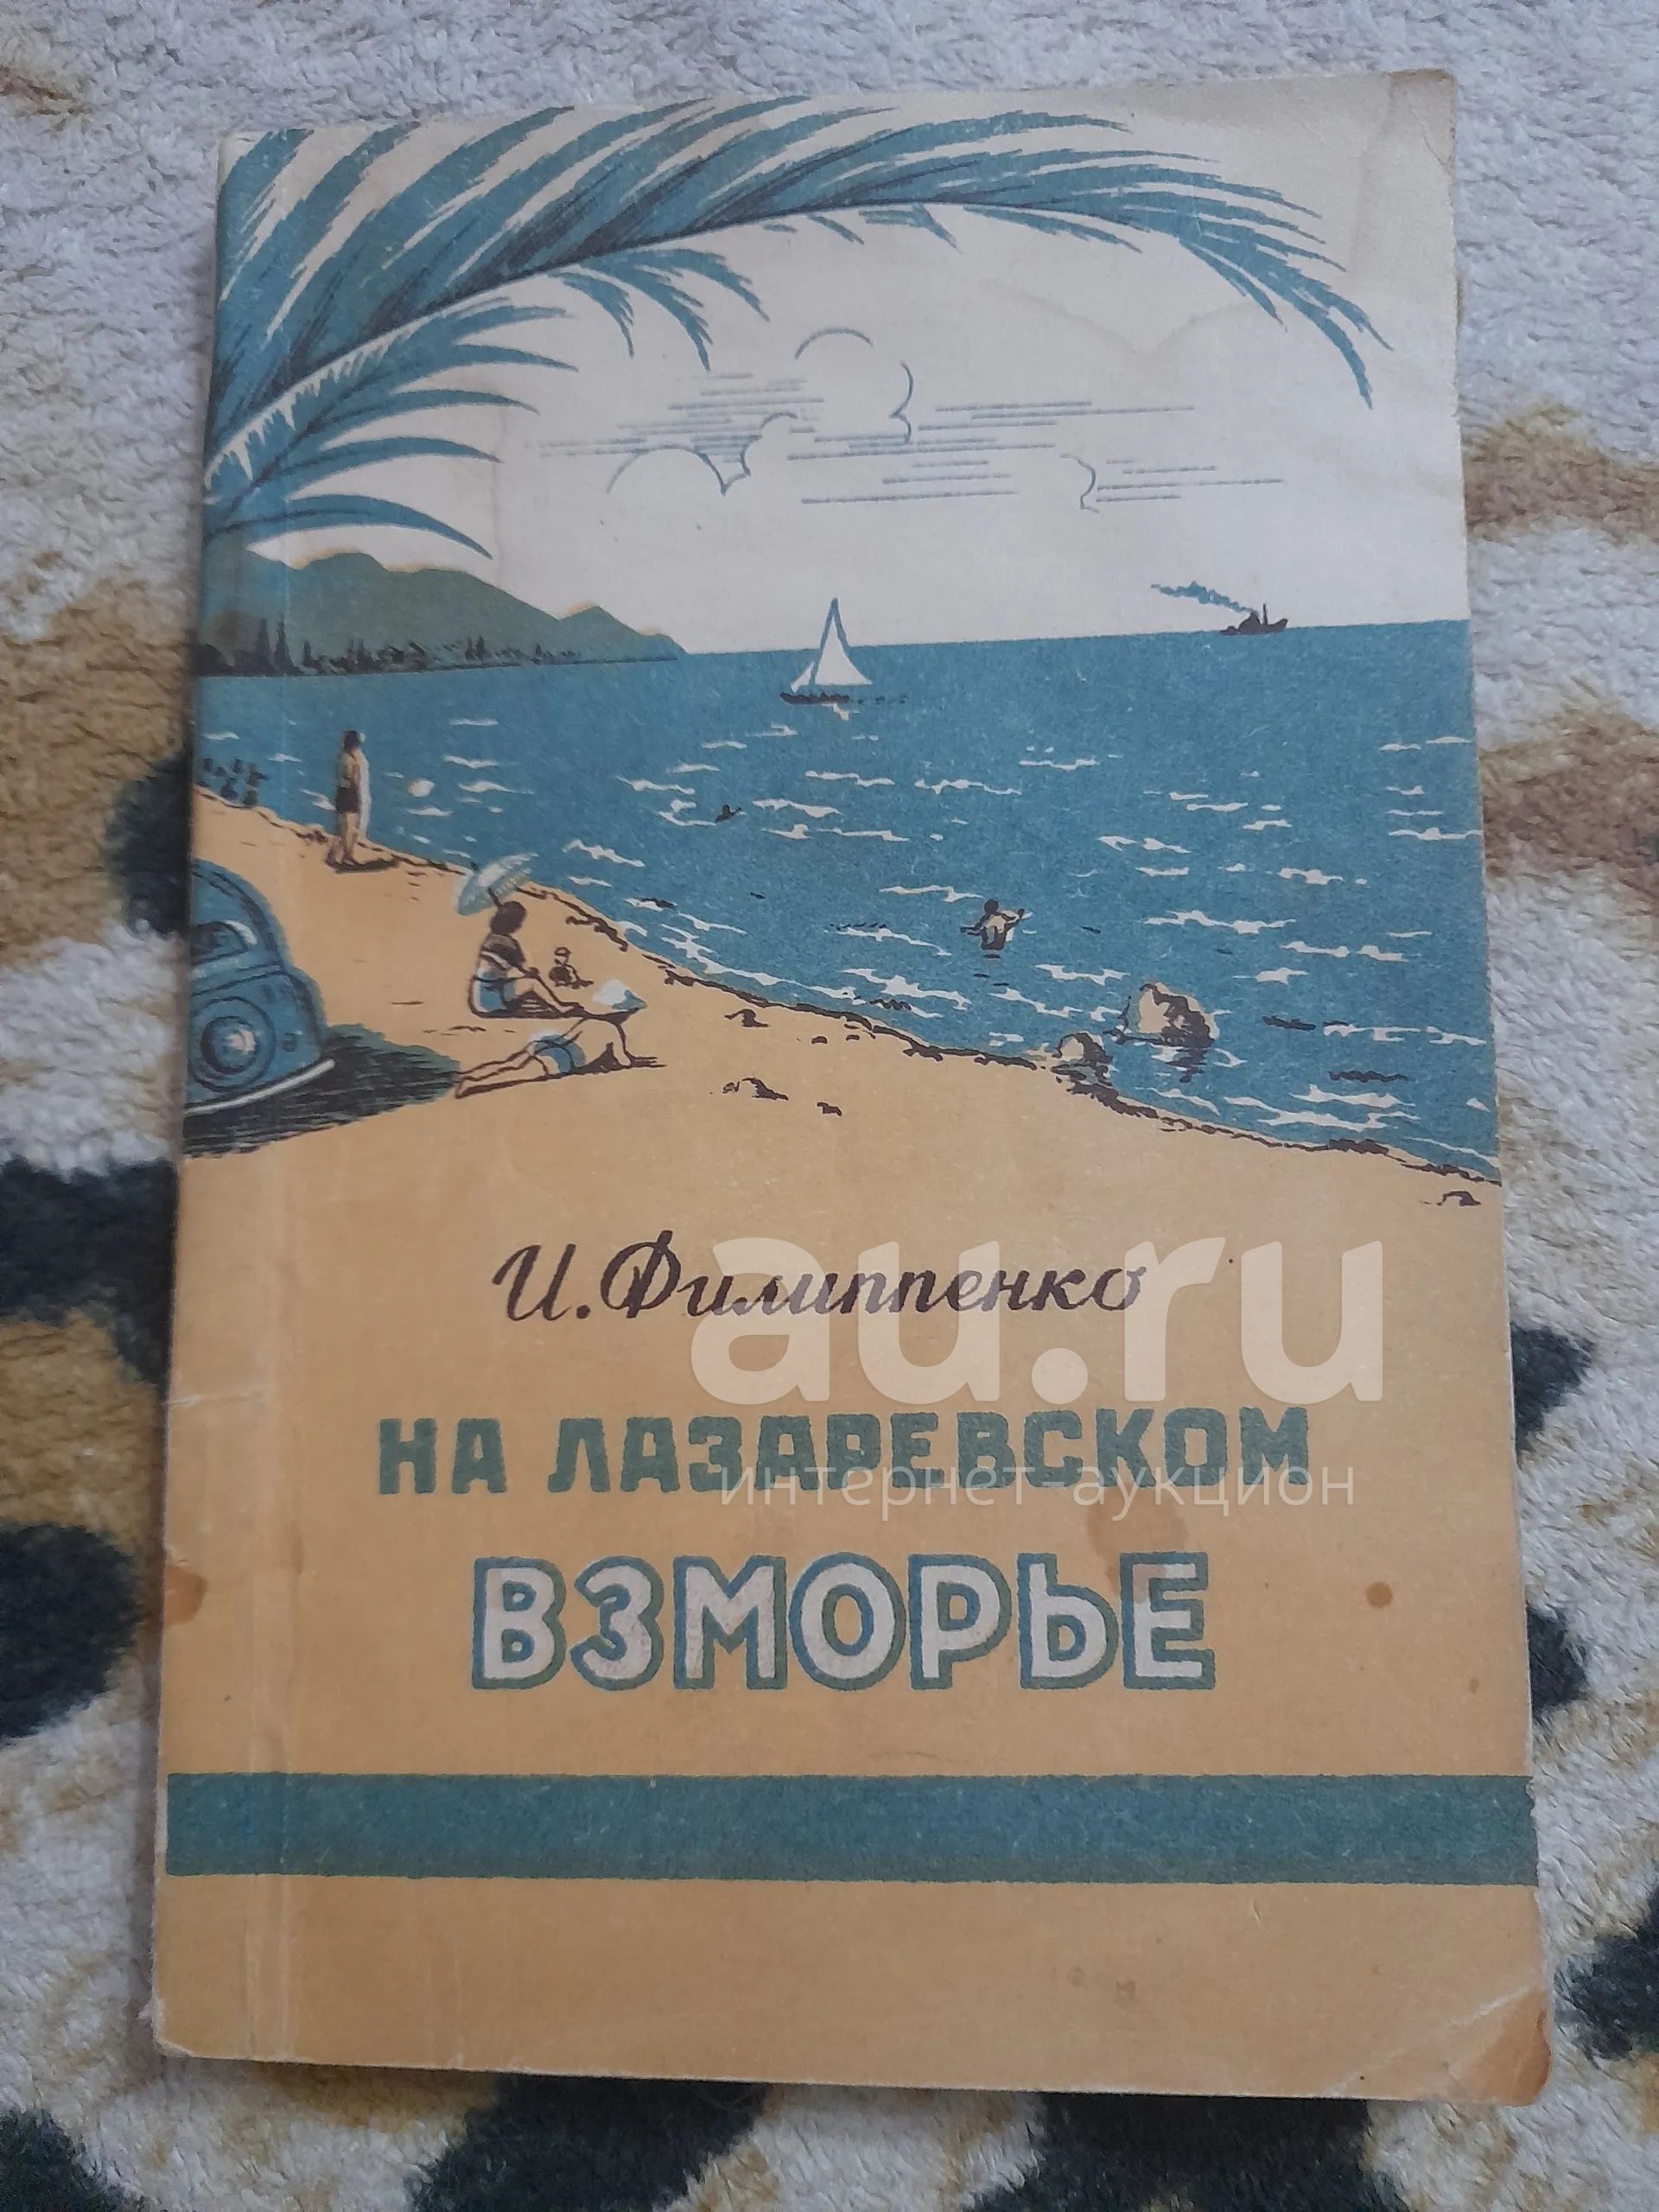 И. Филиппенко
au.ru
НА ЛАЗАРЕВСКОМ
интернет аукцион
ВЗМОРЬЕ